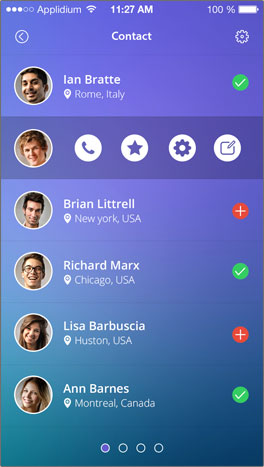 Applidium 11:27 AM 100 %
Contact
Ian Bratte
Rome, Italy
Brian Littrell
New york, USA
Richard Marx
Chicago, USA
Lisa Barbuscia
Huston, USA
Ann Barnes
Montreal, Canada